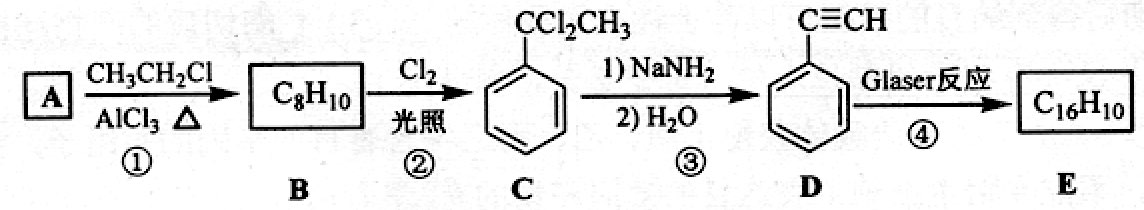 A
CH₃CH₂Cl
AlCl₃ △
①
C₈H₁₀
B
Cl₂
光照
②
CCl₂CH₃
C
1) NaNH₂
2) H₂O
③
C≡CH
D
Glaser反应
④
C₁₆H₁₀
E